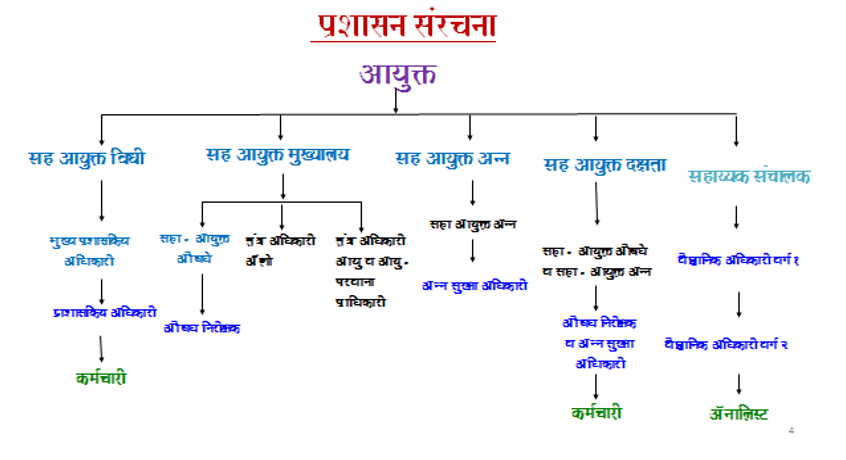 प्रशासन संरचना
आयुक्त
सह आयुक्त विधी
सह आयुक्त मुख्यालय
सह आयुक्त अन्न
सह आयुक्त दक्षता
सहाय्यक संचालक
मुख्य प्रशासकिय
अधिकारी
प्राशासकिय अधिकारी
कर्मचारी
सहा. आयुक्त
औषधे
औषध निरीक्षक
तंत्र अधिकारी
ॲलो
तंत्र अधिकारी
आयु व आयु.
परवाना
प्राधिकारी
सहा आयुक्त अन्न
अन्न सुरक्षा अधिकारी
सहा. आयुक्त औषधे
व सहा. आयुक्त अन्न
औषध निरीक्षक
व अन्न सुरक्षा
अधिकारी
कर्मचारी
वैज्ञानिक अधिकारी वर्ग १
वैज्ञानिक अधिकारी वर्ग २
ॲनालिस्ट
4